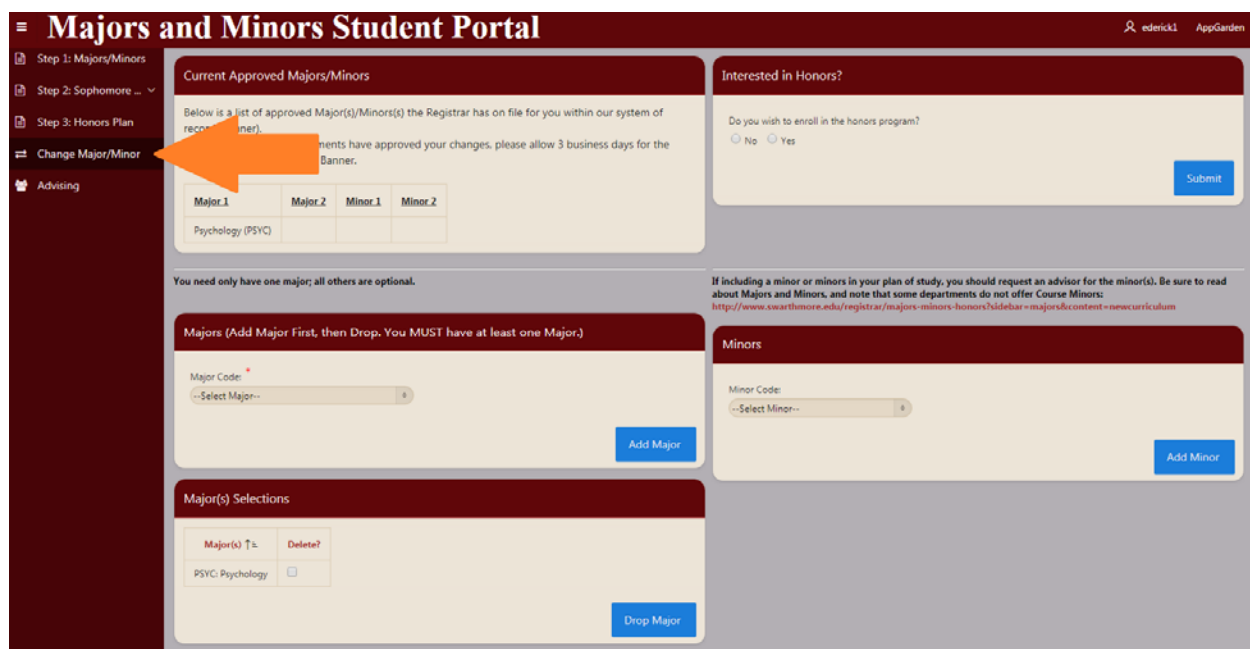 Majors and Minors Student Portal
ederick1
AppGarden
Step 1: Majors/Minors
Step 2: Sophomore ...
Step 3: Honors Plan
Change Major/Minor
Advising
Current Approved Majors/Minors
Below is a list of approved Major(s)/Minors(s) the Registrar has on file for you within our system of
ments have approved your changes, please allow 3 business days for the
Banner.
Major 1 Major 2 Minor 1 Minor 2
Psychology (PSYC)
Interested in Honors?
Do you wish to enroll in the honors program?
No Yes
Submit
You need only have one major; all others are optional.
If including a minor or minors in your plan of study, you should request an advisor for the minor(s). Be sure to read
about Majors and Minors, and note that some departments do not offer Course Minors:
http://www.swarthmore.edu/registrar/majors-minors-honors?sidebar=majors&content=newcurriculum
Majors (Add Major First, then Drop. You MUST have at least one Major.)
Major Code: *
--Select Major--
Add Major
Minors
Minor Code:
--Select Minor--
Add Minor
Major(s) Selections
Major(s) Delete?
PSYC: Psychology
Drop Major